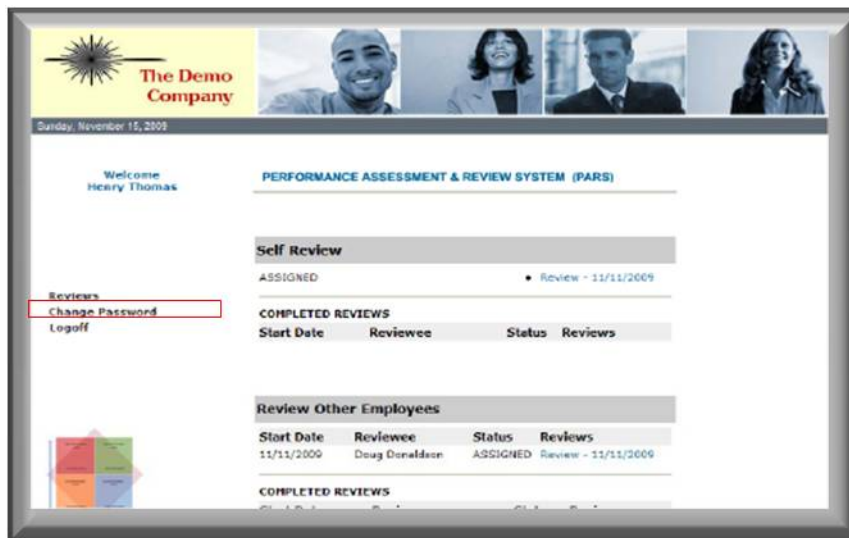 The Demo
Company
Sunday, November 15, 2009
Welcome
Henry Thomas
PERFORMANCE ASSESSMENT & REVIEW SYSTEM (PARS)
Self Review
ASSIGNED • Review - 11/11/2009
Reviews
Change Password
Logoff
COMPLETED REVIEWS
Start Date Reviewee Status Reviews
Review Other Employees
Start Date Reviewee Status Reviews
11/11/2009 Doug Donaldson ASSIGNED Review - 11/11/2009
COMPLETED REVIEWS